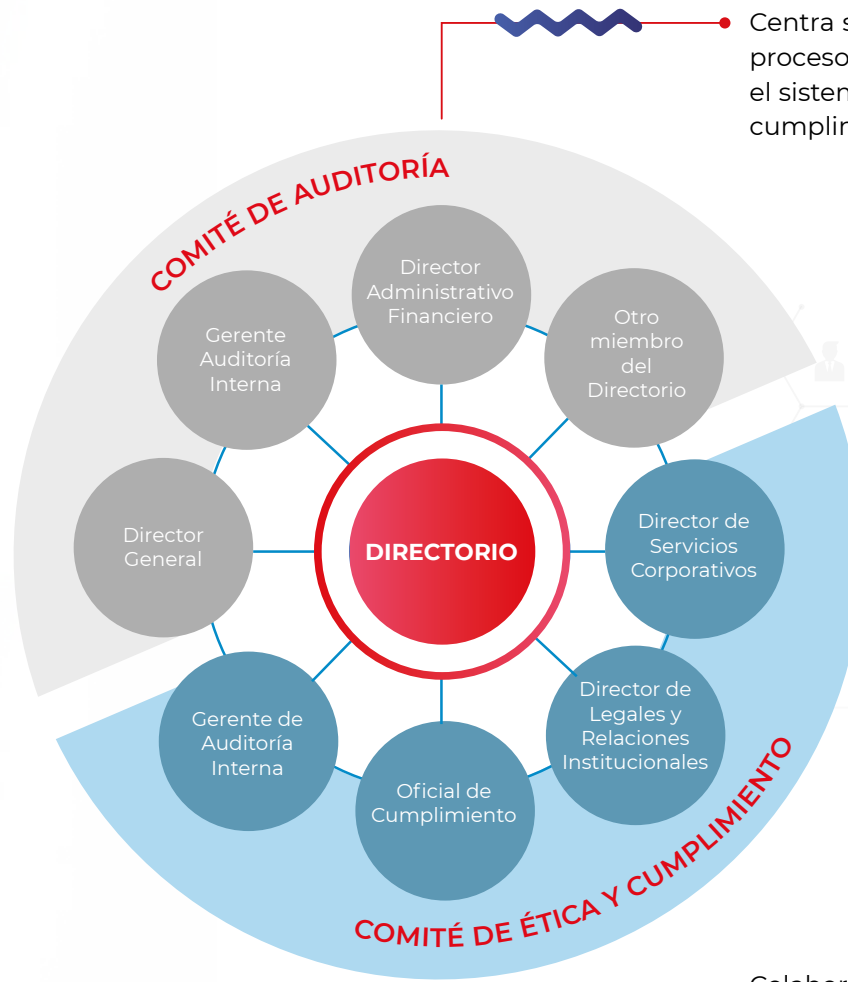 Centra
proceso
el
COMITÉ DE AUDITORÍA
Director
Administrativo
Financiero
Gerente
Auditoría
Interna
Otro
miembro
del
Directorio
Director
General
DIRECTORIO
Director de
Servicios
Corporativos
Gerente de
Auditoría
Interna
Director de
Legales y
Relaciones
Institucionales
Oficial de
Cumplimiento
COMITÉ DE ÉTICA Y CUMPLIMIENTO